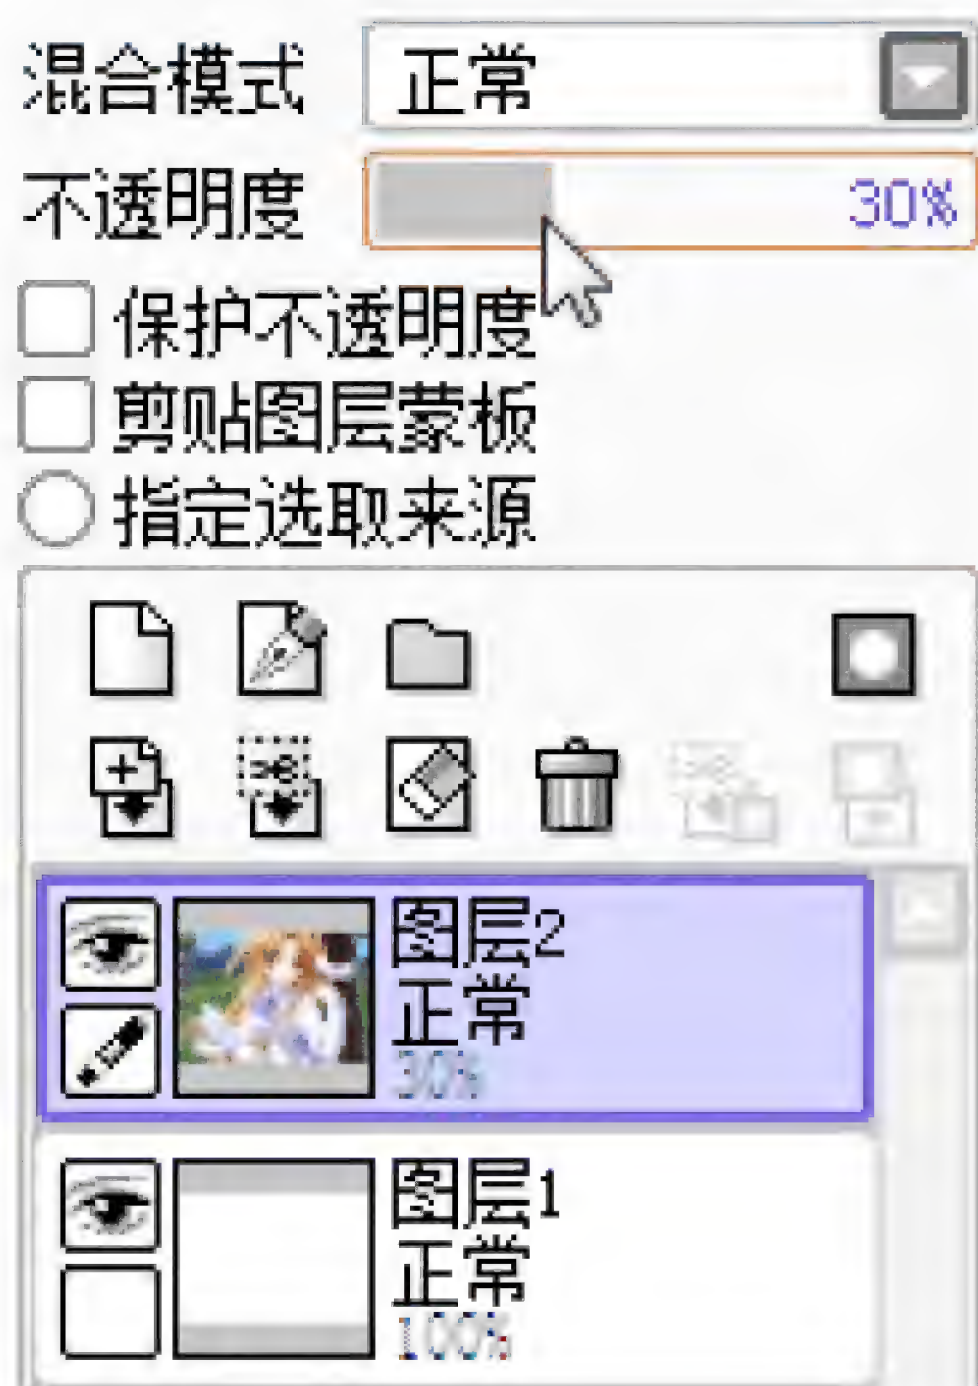 混合模式 正常
不透明度 30%
保护不透明度
剪贴图层蒙板
指定选取来源
图层2
正常
30%
图层1
正常
100%